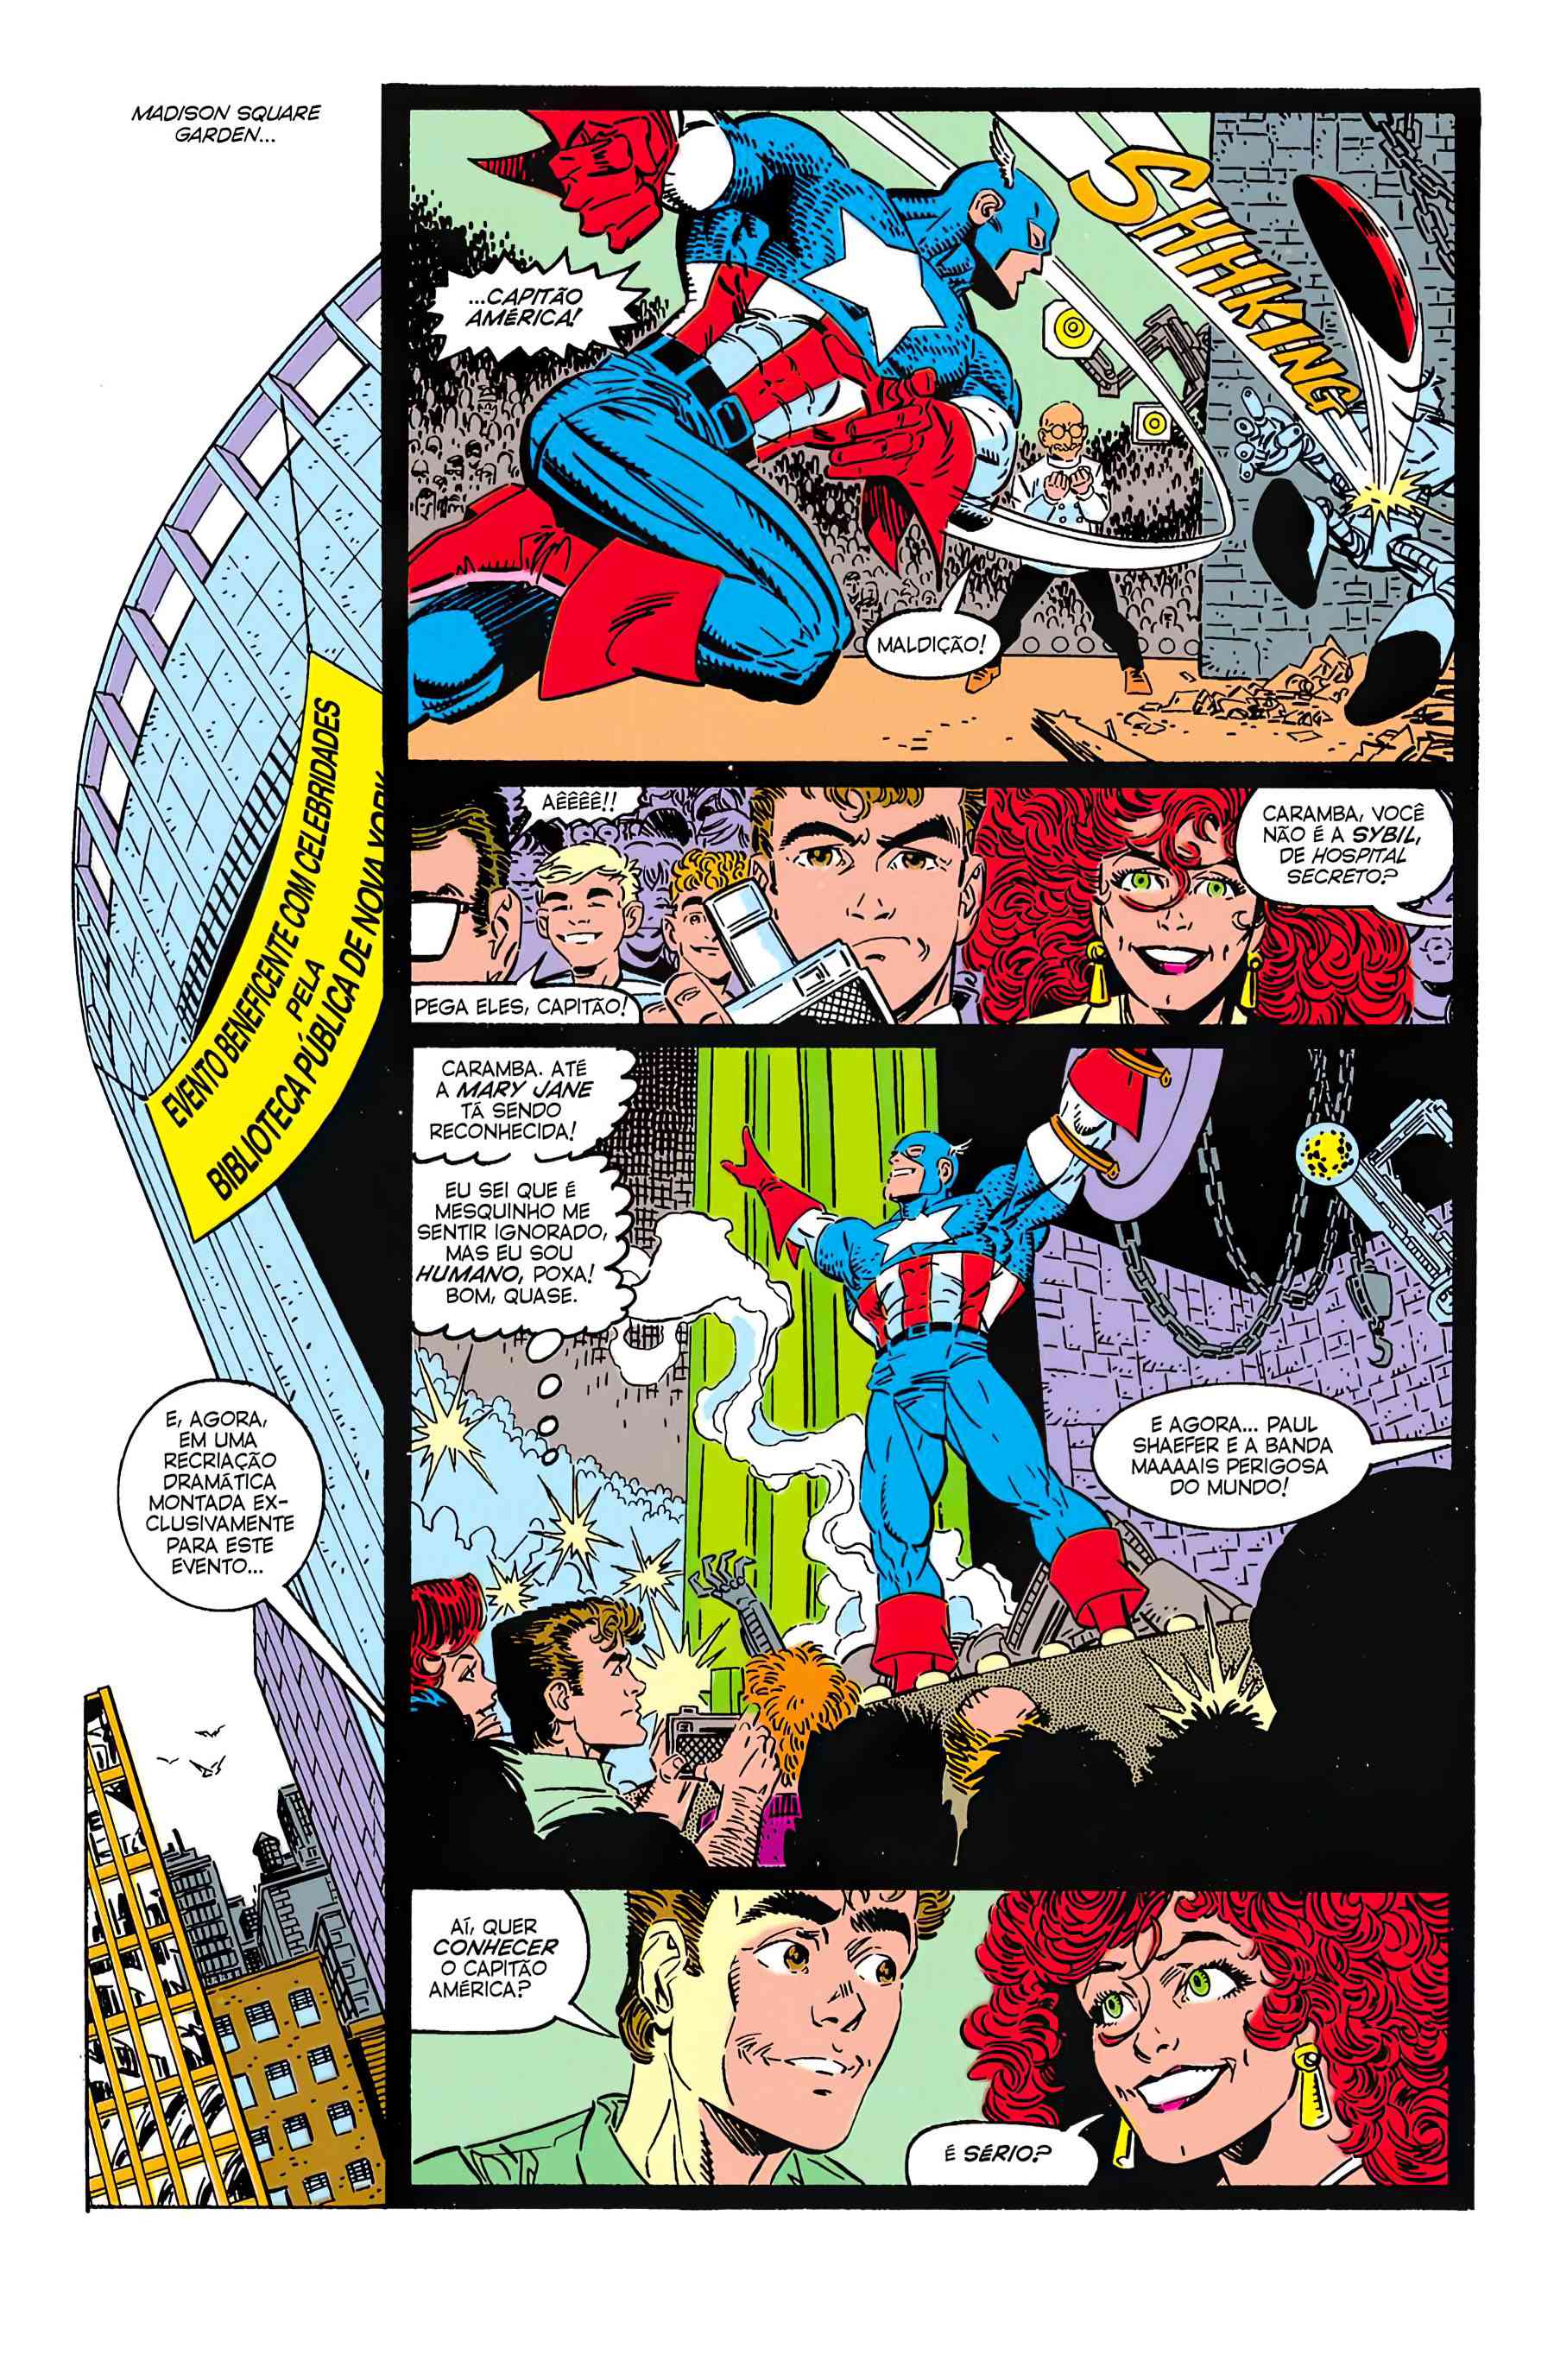 MADISON SQUARE
GARDEN...
EVENTO BENEFICENTE COM CELEBRIDADES
PELA
BIBLIOTECA PÚBLICA DE NOVA YORK
E, AGORA,
EM UMA
RECRIAÇÃO
DRAMÁTICA
MONTADA EX-
CLUSIVAMENTE
PARA ESTE
EVENTO...
...CAPITÃO
AMÉRICA!
SHHKING
MALDIÇÃO!
AÊÊÊÊ!!
PEGA ELES, CAPITÃO!
CARAMBA, VOCÊ
NÃO É A SYBIL,
DE HOSPITAL
SECRETO?
CARAMBA. ATÉ
A MARY JANE
TÁ SENDO
RECONHECIDA!
EU SEI QUE É
MESQUINHO ME
SENTIR IGNORADO,
MAS EU SOU
HUMANO, POXA!
BOM, QUASE.
E AGORA... PAUL
SHAEFER E A BANDA
MAAAAIS PERIGOSA
DO MUNDO!
AÍ, QUER
CONHECER
O CAPITÃO
AMÉRICA?
É SÉRIO?